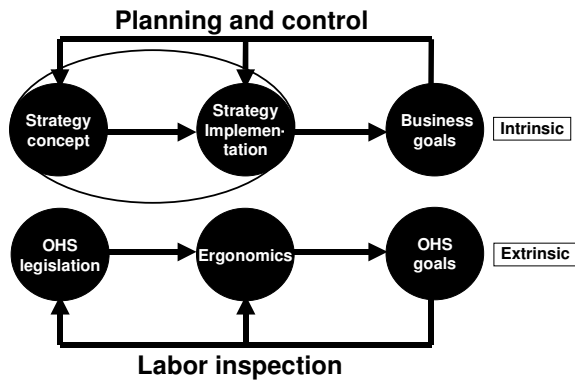 Planning and control
Strategy
concept
Strategy
Implemen-
tation
Business
goals
Intrinsic
OHS
legislation
Ergonomics
OHS
goals
Extrinsic
Labor inspection